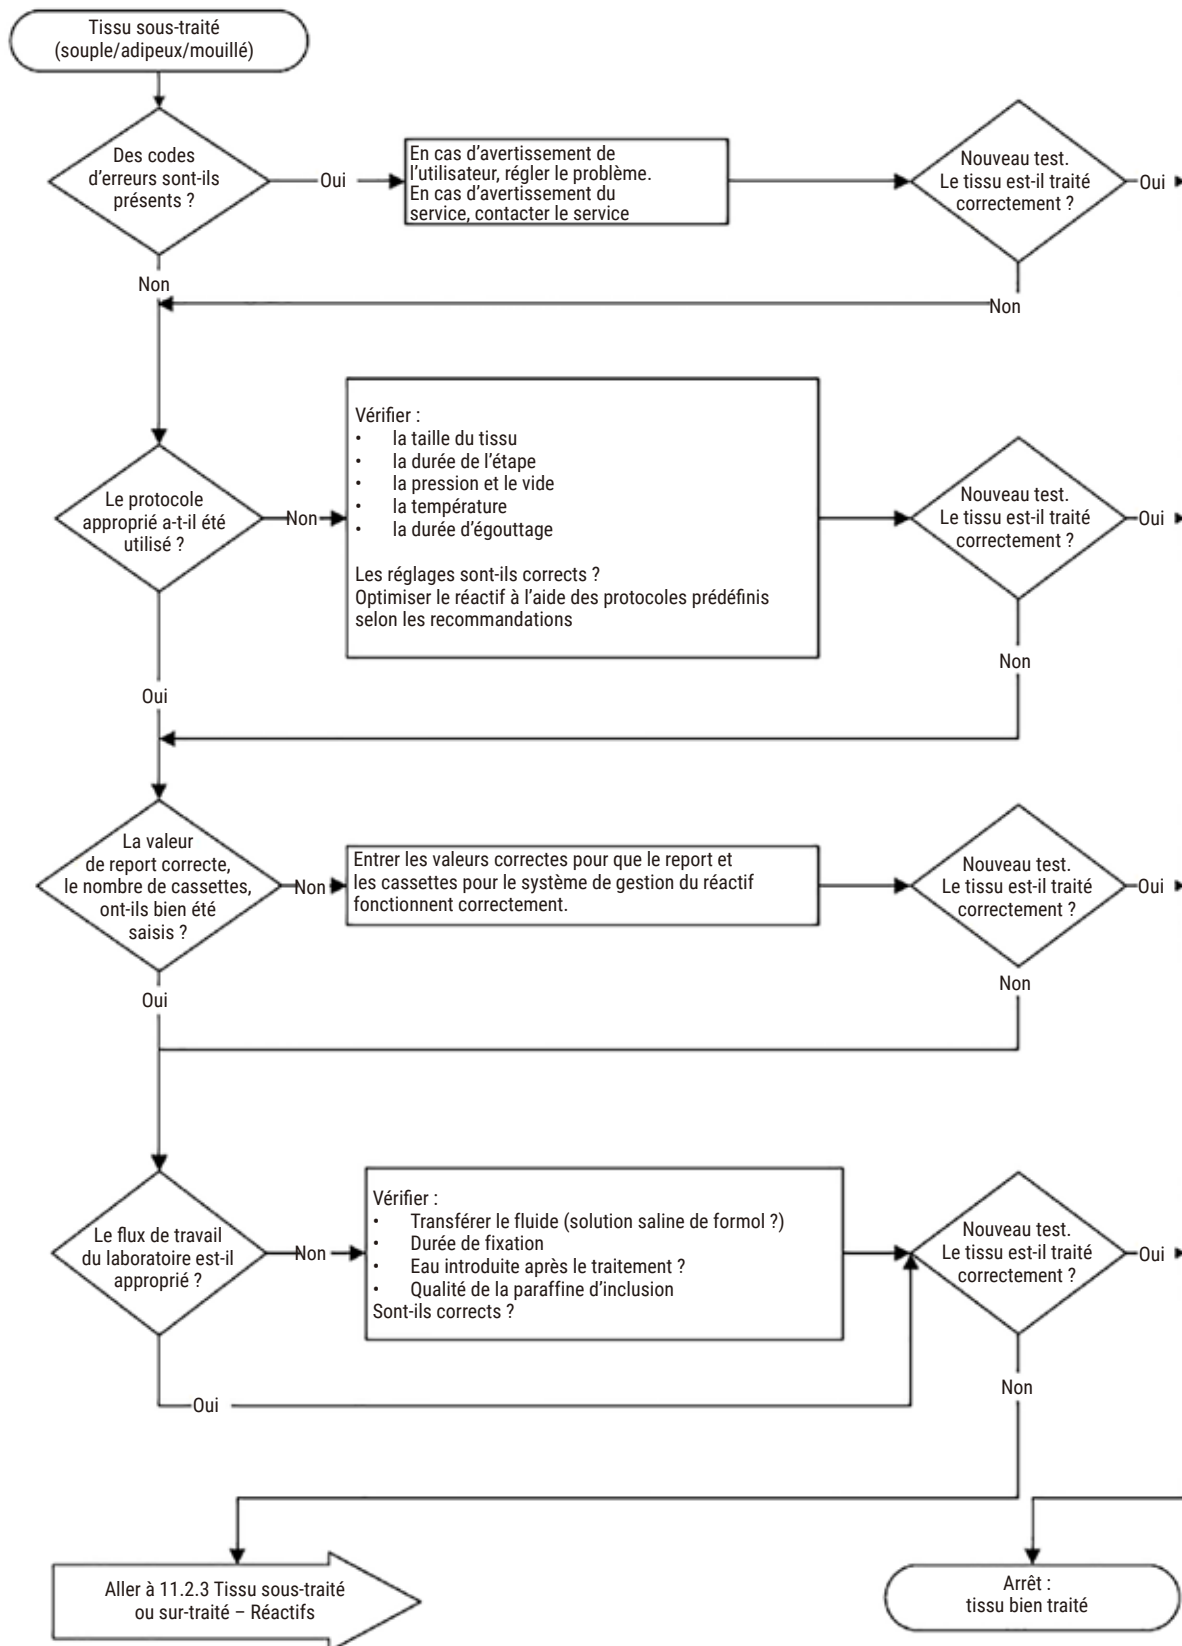 Tissu sous-traité
(souple/adipeux/mouillé)
Des codes
d'erreurs sont-ils
présents ?
Oui
En cas d'avertissement de
l'utilisateur, régler le problème.
En cas d'avertissement du
service, contacter le service
Nouveau test.
Le tissu est-il traité
correctement ?
Oui
Non
Non
Le protocole
approprié a-t-il été
utilisé ?
Non
Vérifier :
• la taille du tissu
• la durée de l'étape
• la pression et le vide
• la température
• la durée d'égouttage
Les réglages sont-ils corrects ?
Optimiser le réactif à l'aide des protocoles prédéfinis
selon les recommandations
Nouveau test.
Le tissu est-il traité
correctement ?
Oui
Non
Oui
La valeur
de report correcte,
le nombre de cassettes,
ont-ils bien été
saisis ?
Non
Entrer les valeurs correctes pour que le report et
les cassettes pour le système de gestion du réactif
fonctionnent correctement.
Nouveau test.
Le tissu est-il traité
correctement ?
Oui
Non
Oui
Le flux de travail
du laboratoire est-il
approprié ?
Non
Vérifier :
• Transférer le fluide (solution saline de formol ?)
• Durée de fixation
• Eau introduite après le traitement ?
• Qualité de la paraffine d'inclusion
Sont-ils corrects ?
Nouveau test.
Le tissu est-il traité
correctement ?
Oui
Non
Oui
Aller à 11.2.3 Tissu sous-traité
ou sur-traité – Réactifs
Arrêt :
tissu bien traité